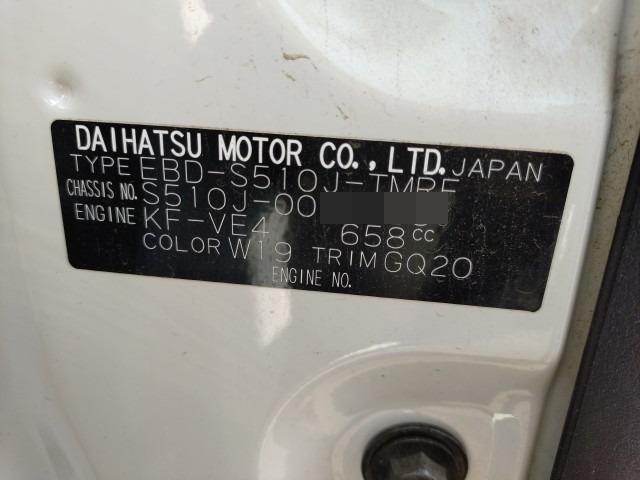 DAIHATSU MOTOR CO.,LTD. JAPAN
TYPE EBD-S510J-TMRF
CHASSIS NO. S510J-00
ENGINE KF-VE4 658cc
COLOR W19 TRIM GQ20
ENGINE NO.